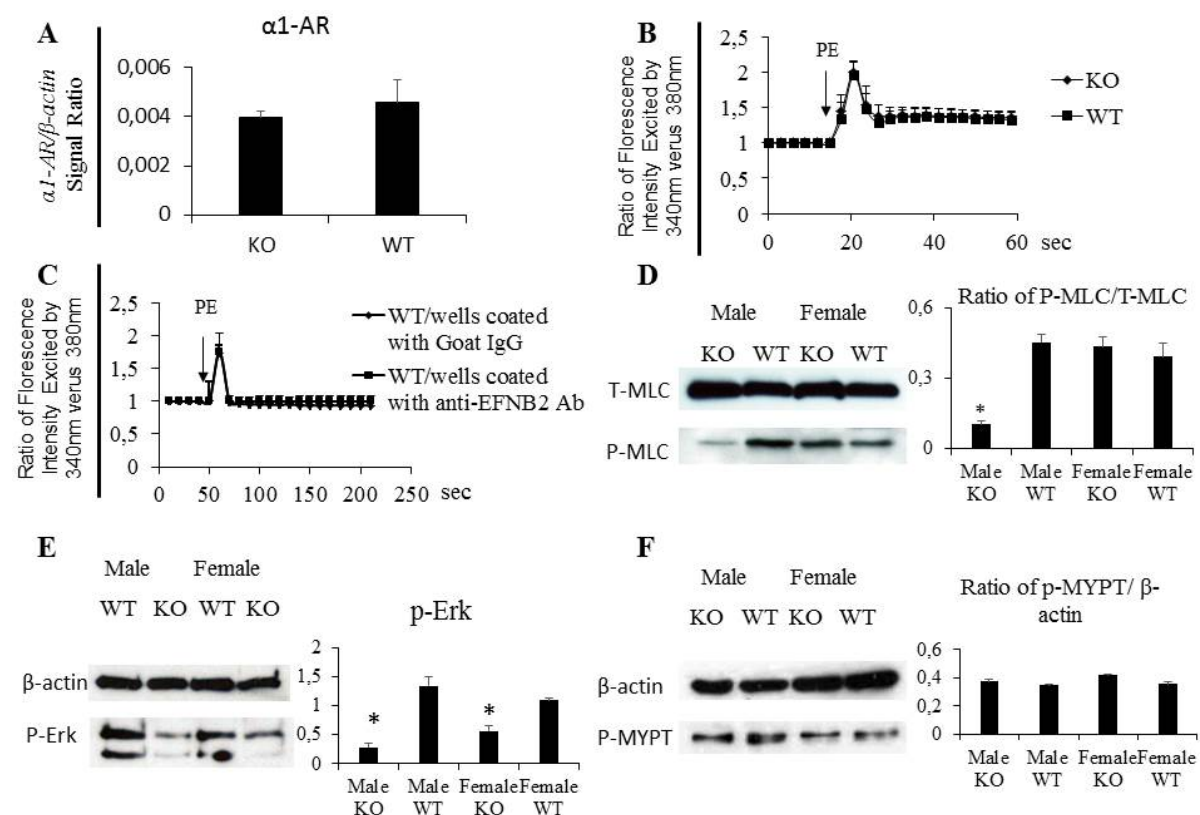 A
α1-AR
α1-AR/β-actin
Signal Ratio
0,006
0,004
0,002
0
KO WT
B
Ratio of Florescence
Intensity Excited by
340nm verus 380nm
2,5
2
1,5
1
0,5
0
PE
KO
WT
0 20 40 60 sec
C
Ratio of Florescence
Intensity Excited by
340nm verus 380nm
2,5
2
1,5
1
0,5
0
PE
WT/wells coated
with Goat IgG
WT/wells coated
with anti-EFNB2 Ab
0 50 100 150 200 250 sec
D
Male Female
KO WT KO WT
T-MLC
P-MLC
Ratio of P-MLC/T-MLC
0,6
0,3
0
*
Male Male Female Female
KO WT KO WT
E
Male Female
WT KO WT KO
β-actin
P-Erk
p-Erk
2
1,5
1
0,5
0
* *
Male Male Female Female
KO WT KO WT
F
Male Female
KO WT KO WT
β-actin
P-MYPT
Ratio of p-MYPT/ β-
actin
0,6
0,4
0,2
0
Male Male Female Female
KO WT KO WT